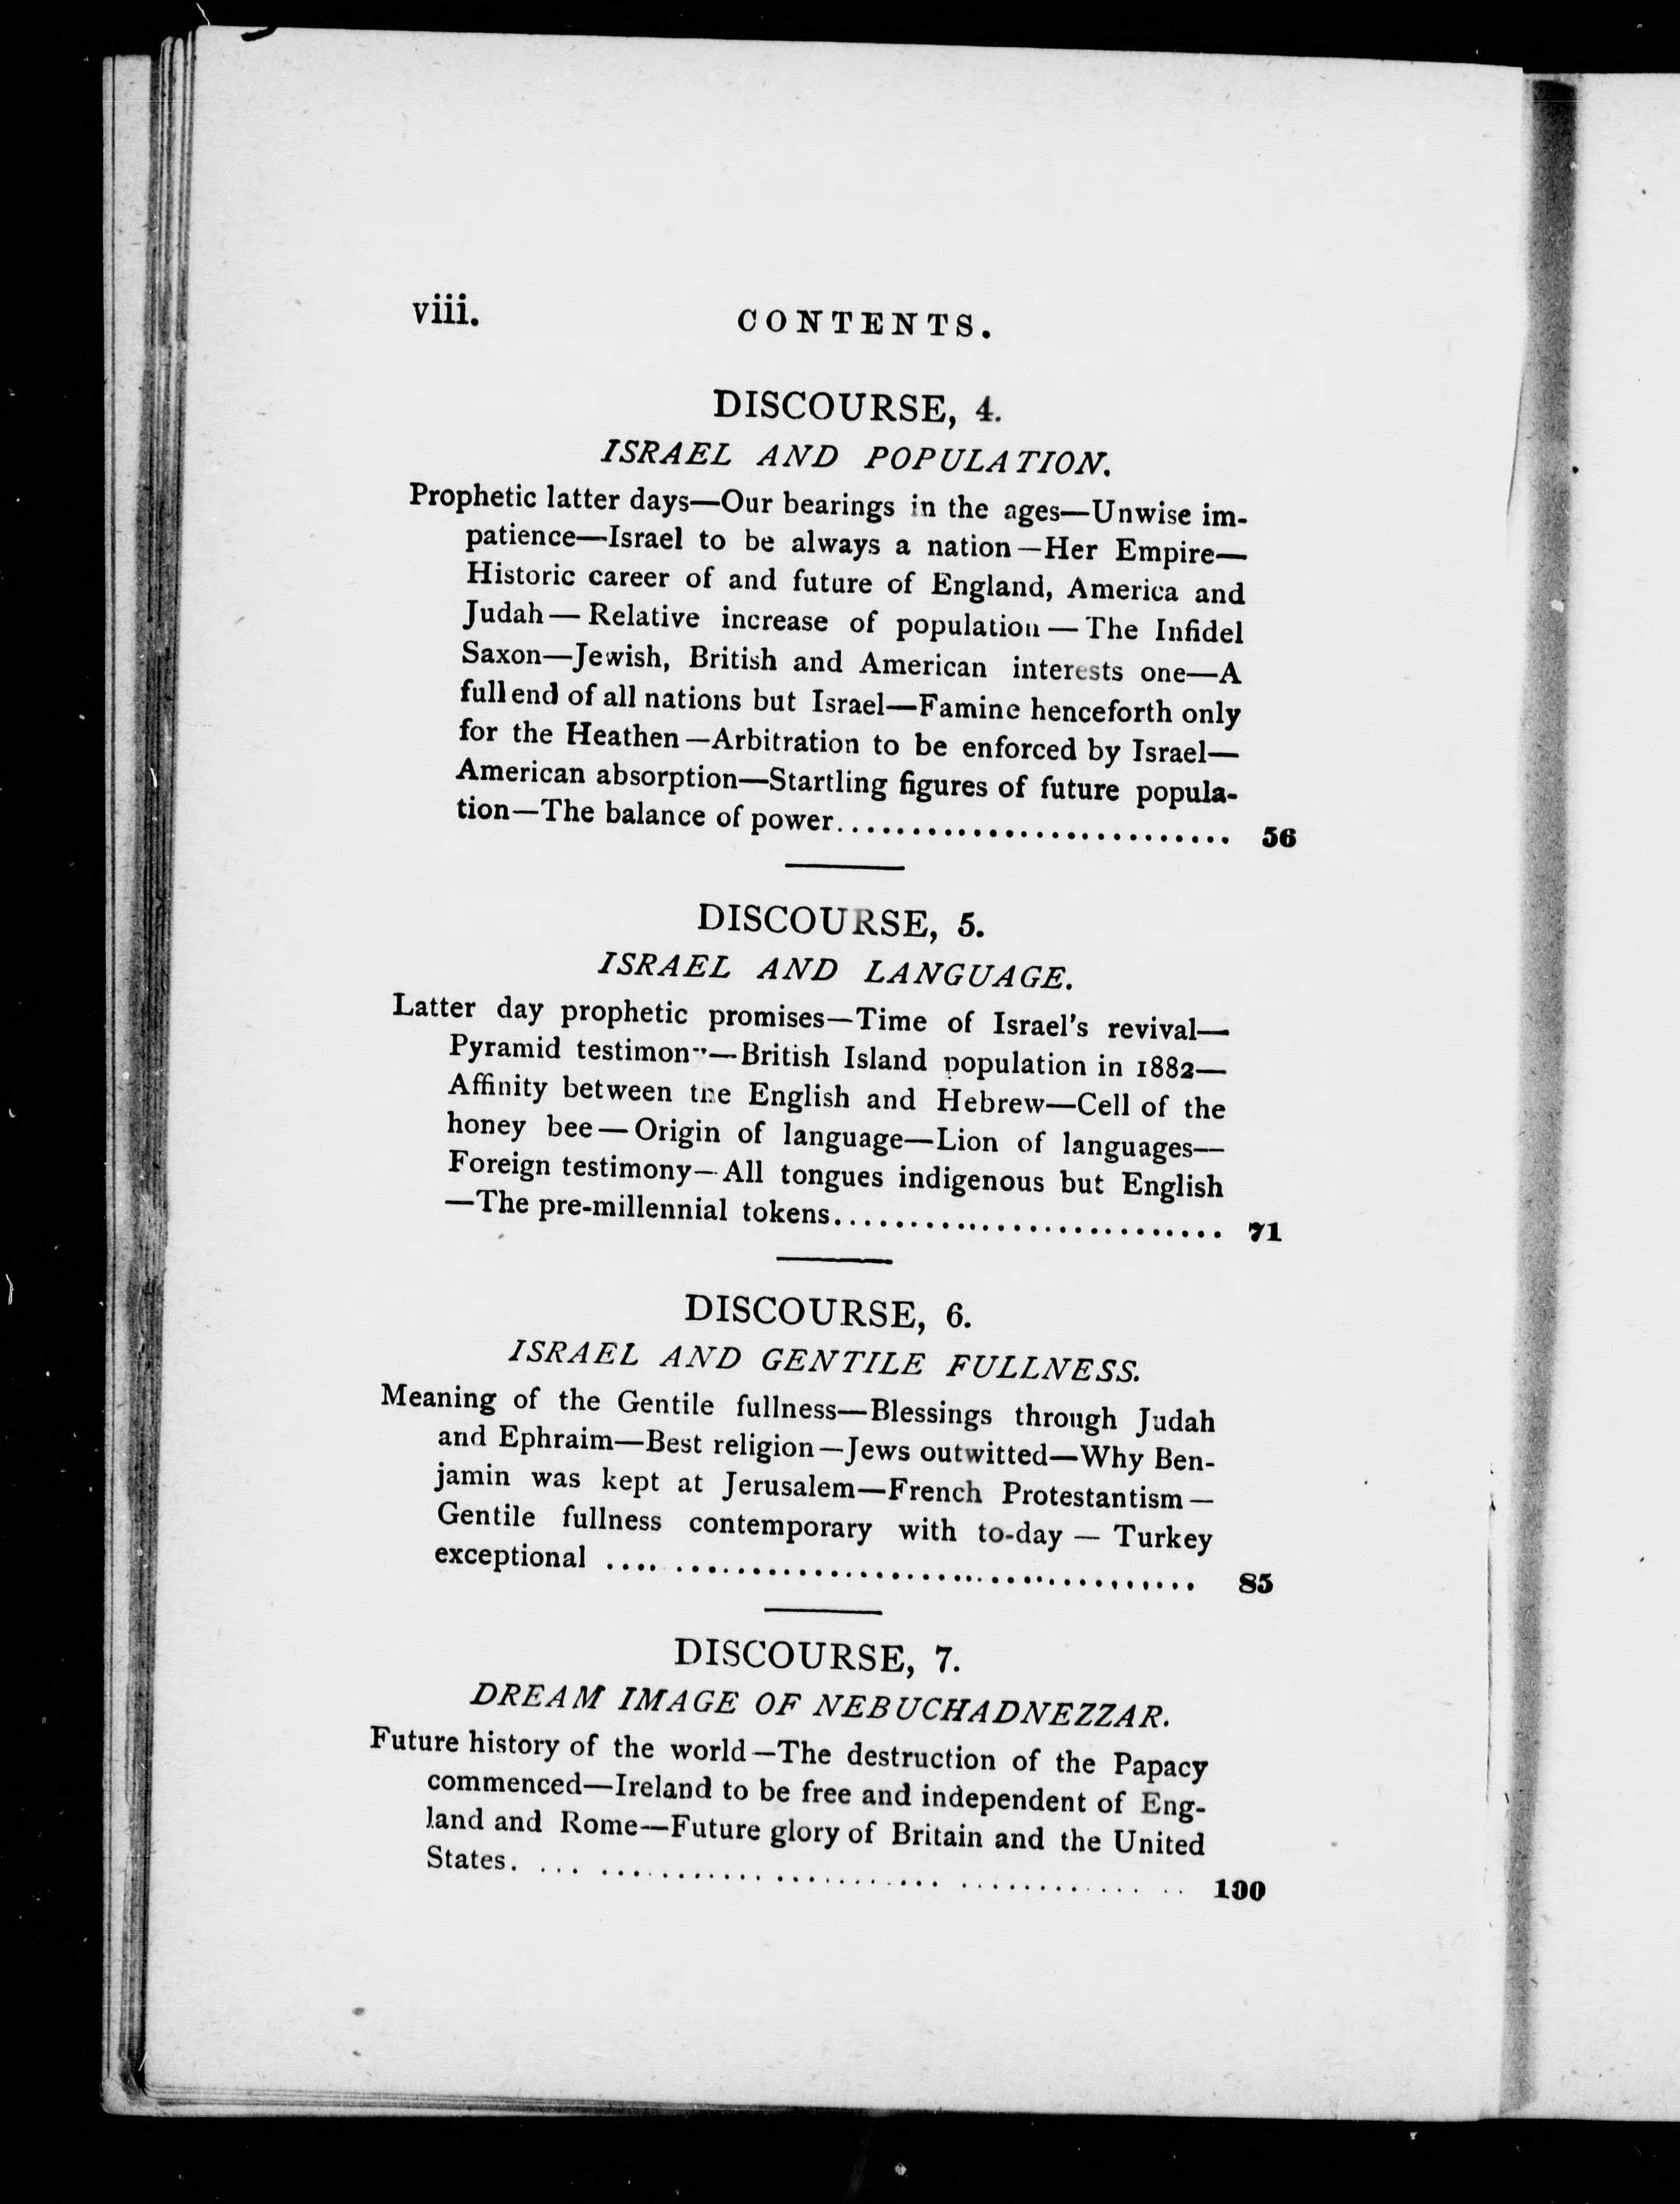 viii.
CONTENTS.
DISCOURSE, 4.
ISRAEL AND POPULATION.
Prophetic latter days—Our bearings in the ages—Unwise im-
patience—Israel to be always a nation—Her Empire—
Historic career of and future of England, America and
Judah—Relative increase of population—The Infidel
Saxon—Jewish, British and American interests one—A
full end of all nations but Israel—Famine henceforth only
for the Heathen—Arbitration to be enforced by Israel—
American absorption—Startling figures of future popula-
tion—The balance of power.......................... 56
DISCOURSE, 5.
ISRAEL AND LANGUAGE.
Latter day prophetic promises—Time of Israel's revival—
Pyramid testimony—British Island population in 1882—
Affinity between the English and Hebrew—Cell of the
honey bee—Origin of language—Lion of languages—
Foreign testimony—All tongues indigenous but English
—The pre-millennial tokens.......................... 71
DISCOURSE, 6.
ISRAEL AND GENTILE FULLNESS.
Meaning of the Gentile fullness—Blessings through Judah
and Ephraim—Best religion—Jews outwitted—Why Ben-
jamin was kept at Jerusalem—French Protestantism—
Gentile fullness contemporary with to-day—Turkey
exceptional ....................................... 85
DISCOURSE, 7.
DREAM IMAGE OF NEBUCHADNEZZAR.
Future history of the world—The destruction of the Papacy
commenced—Ireland to be free and independent of Eng-
land and Rome—Future glory of Britain and the United
States. .......................................... 100